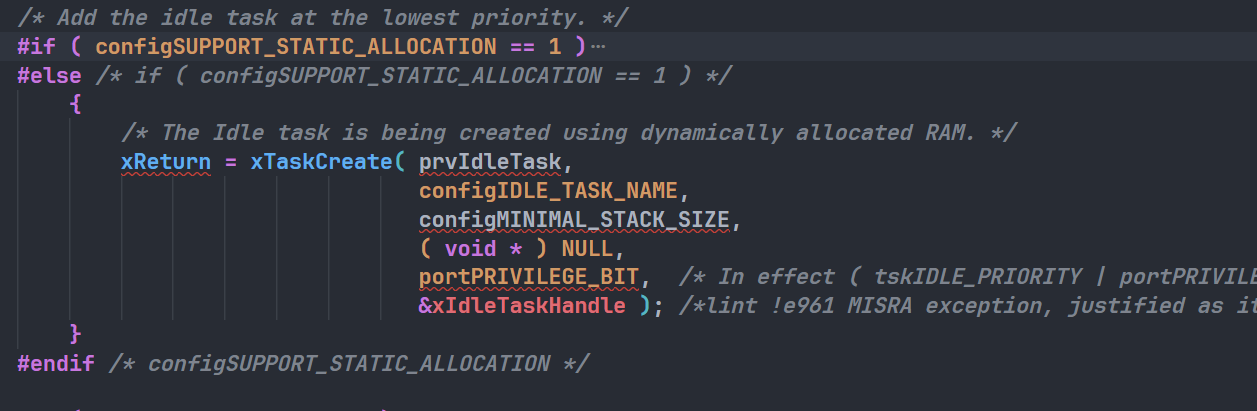 /* Add the idle task at the lowest priority. */
#if ( configSUPPORT_STATIC_ALLOCATION == 1 )···
#else /* if ( configSUPPORT_STATIC_ALLOCATION == 1 ) */
{
/* The Idle task is being created using dynamically allocated RAM. */
xReturn = xTaskCreate( prvIdleTask,
configIDLE_TASK_NAME,
configMINIMAL_STACK_SIZE,
( void * ) NULL,
portPRIVILEGE_BIT, /* In effect ( tskIDLE_PRIORITY | portPRIVILE
&xIdleTaskHandle ); /*lint !e961 MISRA exception, justified as it
}
#endif /* configSUPPORT_STATIC_ALLOCATION */